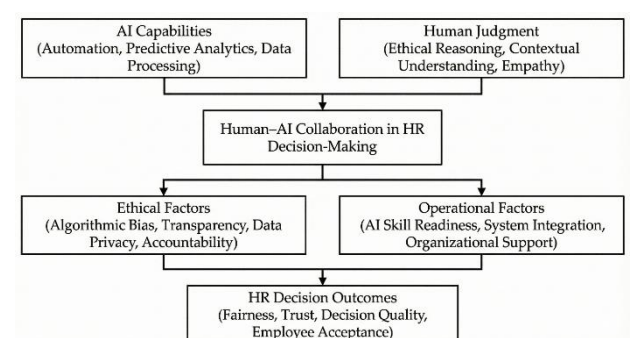 AI Capabilities
(Automation, Predictive Analytics, Data
Processing)
Human Judgment
(Ethical Reasoning, Contextual
Understanding, Empathy)
Human–AI Collaboration in HR
Decision-Making
Ethical Factors
(Algorithmic Bias, Transparency, Data
Privacy, Accountability)
Operational Factors
(AI Skill Readiness, System Integration,
Organizational Support)
HR Decision Outcomes
(Fairness, Trust, Decision Quality,
Employee Acceptance)